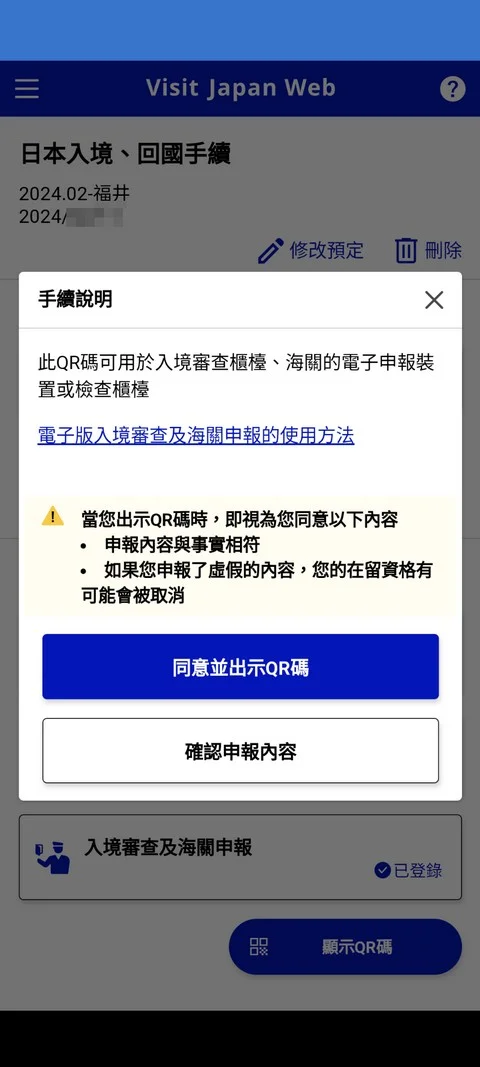 Visit Japan Web
?
日本入境、回國手續
2024.02-福井
2024/
修改預定
刪除
手續說明
此QR碼可用於入境審查櫃檯、海關的電子申報裝
置或檢查櫃檯
電子版入境審查及海關申報的使用方法
當您出示QR碼時，即視為您同意以下內容
• 申報內容與事實相符
• 如果您申報了虛假的內容，您的在留資格有
可能會被取消
同意並出示QR碼
確認申報內容
入境審查及海關申報
已登錄
顯示QR碼